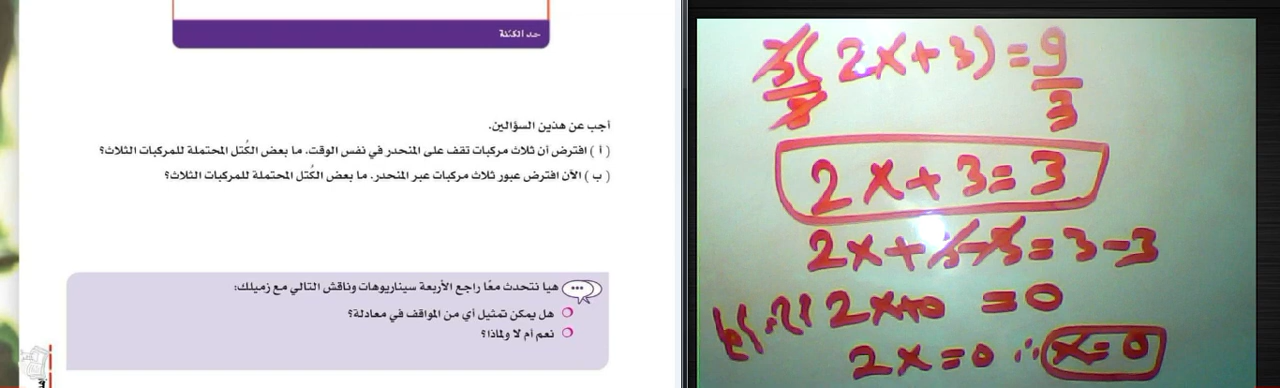 حد الكتلة
أجب عن هذين السؤالين.
( أ ) افترض أن ثلاث مركبات تقف على المنحدر في نفس الوقت. ما بعض الكُتل المحتملة للمركبات الثلاث؟
( ب ) الآن افترض عبور ثلاث مركبات عبر المنحدر. ما بعض الكُتل المحتملة للمركبات الثلاث؟
هيا نتحدث معًا راجع الأربعة سيناريوهات وناقش التالي مع زميلك:
هل يمكن تمثيل أي من المواقف في معادلة؟
نعم أم لا ولماذا؟
3(2x+3) = 9
3 3
2x+3=3
2x+3-3=3-3
2x+0 =0
2x=0 ∴ x=0